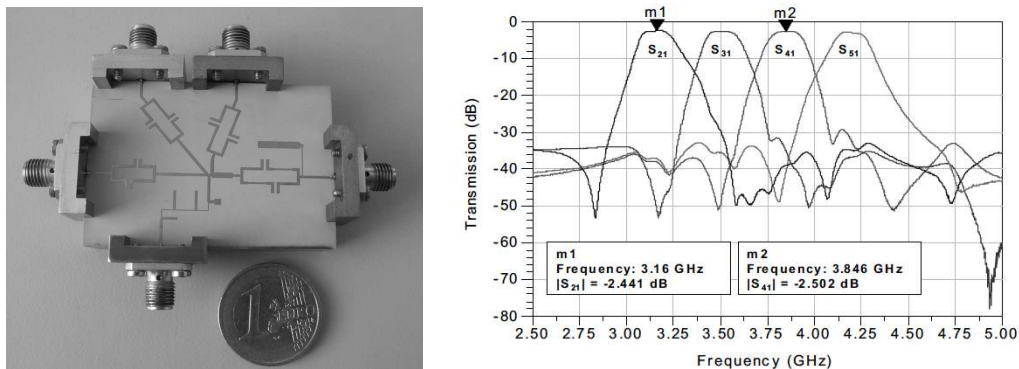 m1 m2
0
-10
-20
-30
-40
-50
-60
-70
-80
Transmission (dB)
S21 S31 S41 S51
m1
Frequency: 3.16 GHz
|S21| = -2.441 dB
m2
Frequency: 3.846 GHz
|S41| = -2.502 dB
2.50 2.75 3.00 3.25 3.50 3.75 4.00 4.25 4.50 4.75 5.00
Frequency (GHz)
1
EURO